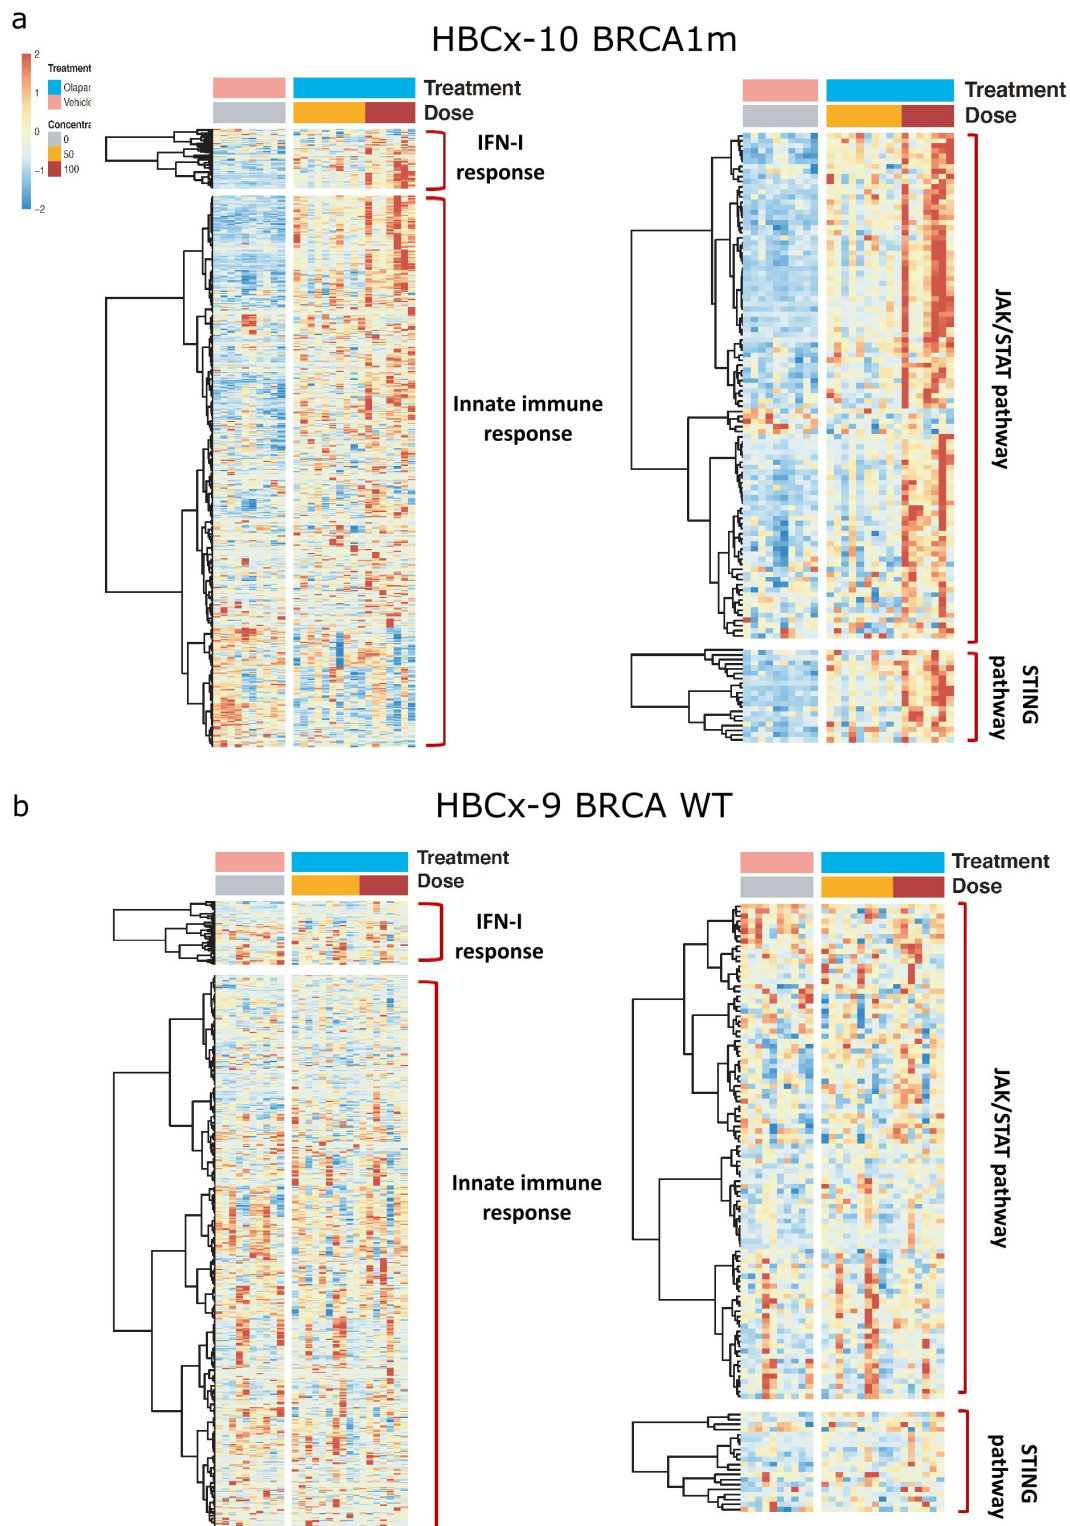 a
HBCx-10 BRCA1m
2
1
0
−1
−2
Treatment
Olapar
Vehicle
Concentra
0
50
100
Treatment
Dose
IFN-I
response
Innate immune
response
Treatment
Dose
JAK/STAT pathway
STING
pathway
b
HBCx-9 BRCA WT
Treatment
Dose
IFN-I
response
Innate immune
response
Treatment
Dose
JAK/STAT pathway
STING
pathway